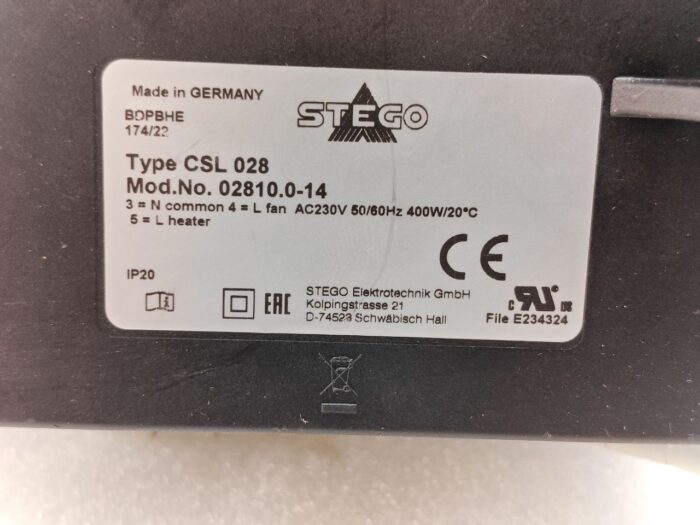 Made in GERMANY
STEGO
BDPBHE
174/22
Type CSL 028
Mod.No. 02810.0-14
3 = N common 4 = L fan AC230V 50/60Hz 400W/20°C
5 = L heater
CE
IP20
EAC
STEGO Elektrotechnik GmbH
Kolpingstrasse 21
D-74523 Schwäbisch Hall
c RU us
File E234324